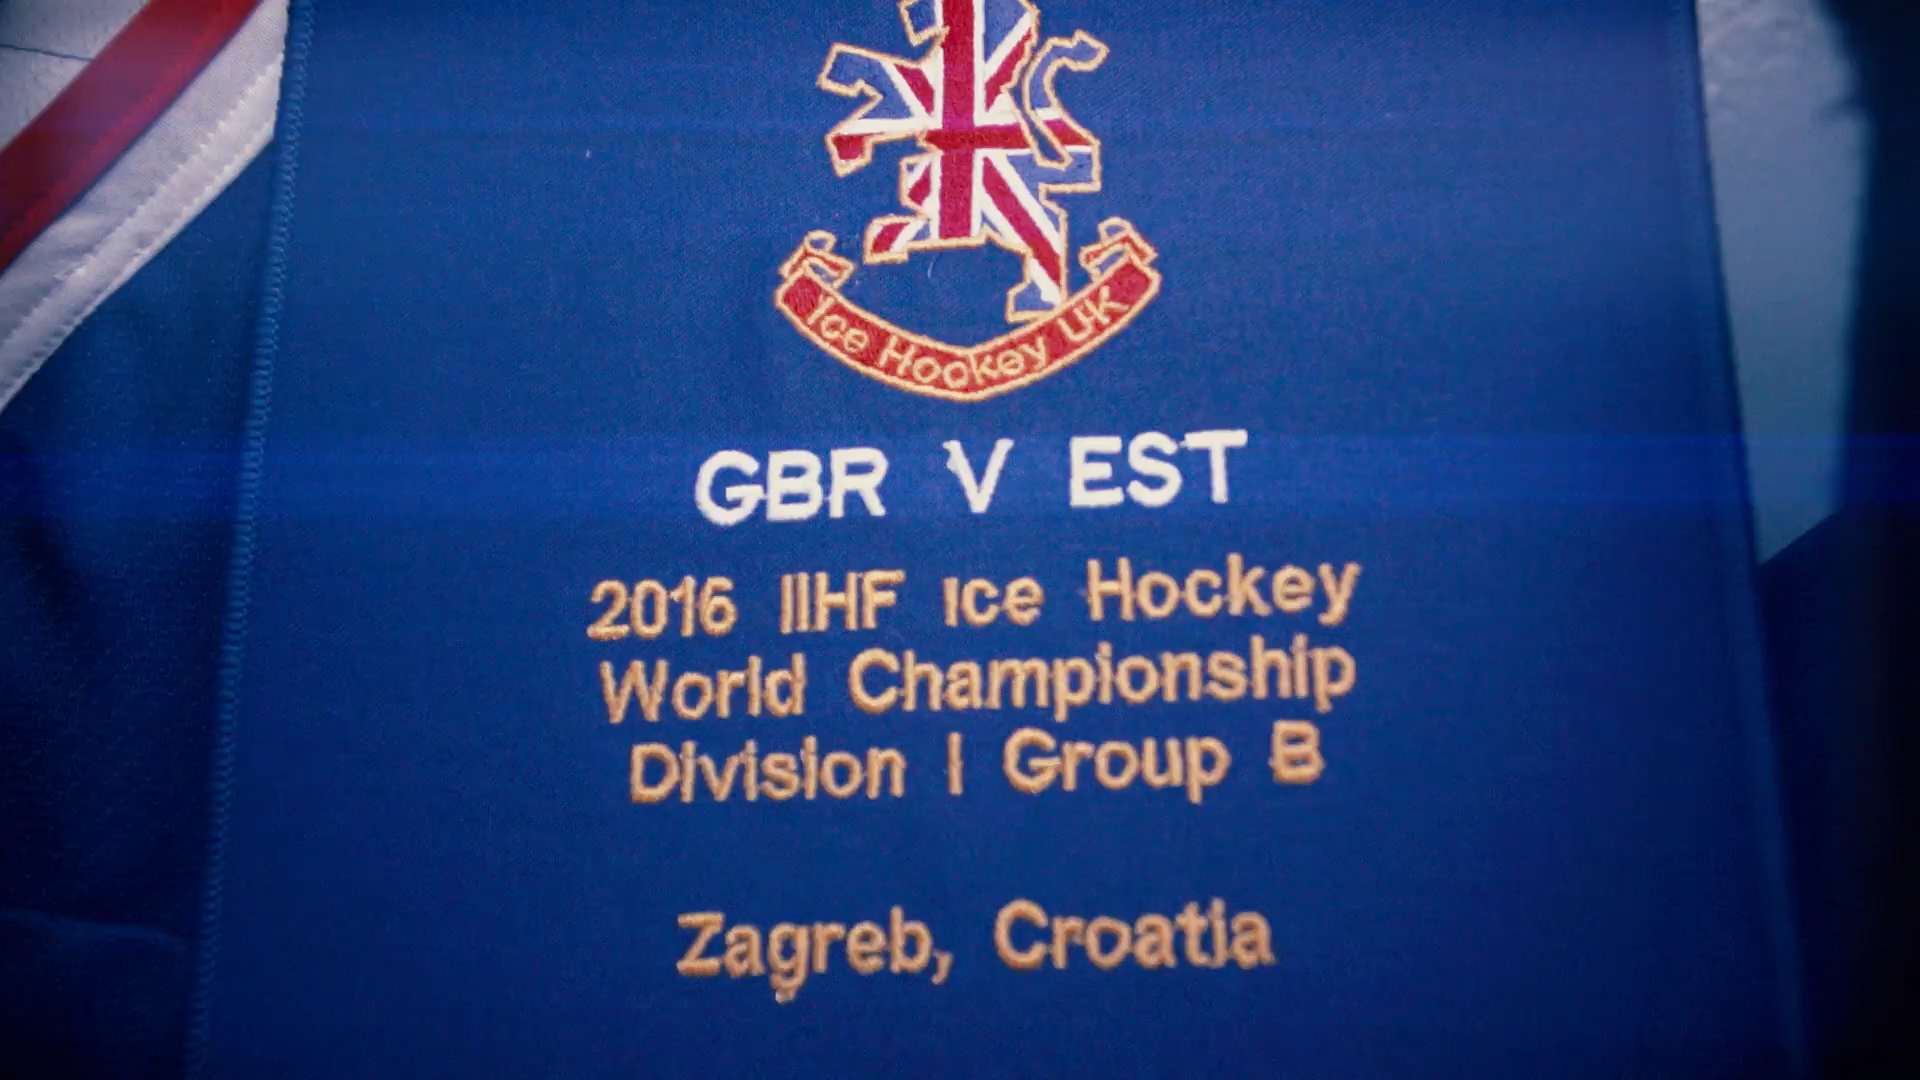 Ice Hockey UK
GBR V EST
2016 IIHF Ice Hockey
World Championship
Division I Group B
Zagreb, Croatia